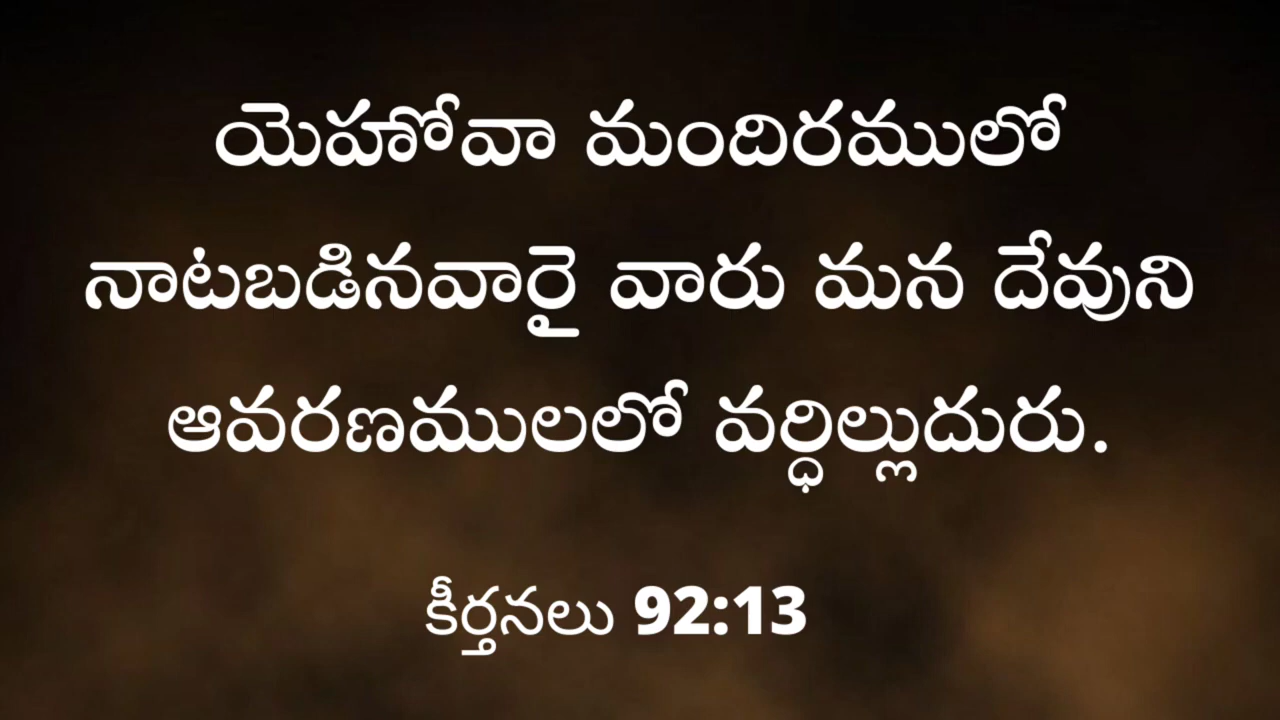 యెహోవా మందిరములో
నాటబడినవారై వారు మన దేవుని
ఆవరణములలో వర్ధిల్లుదురు.
కీర్తనలు 92:13